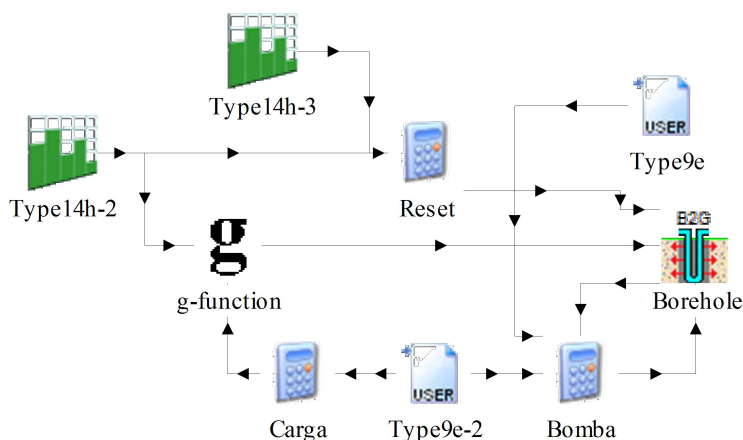 Type14h-3
USER
Type9e
Type14h-2
Reset
B2G
g
g-function
Borehole
USER
Carga
Type9e-2
Bomba